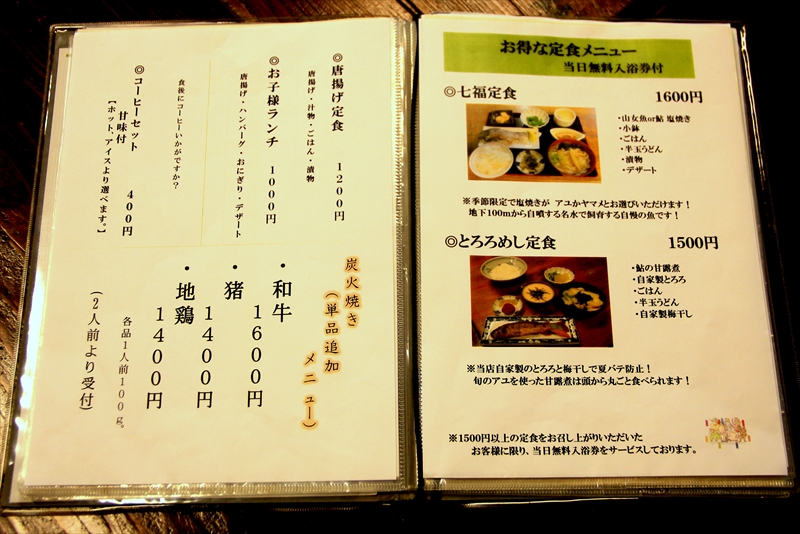 ◎唐揚げ定食 1200円
唐揚げ・汁物・ごはん・漬物
◎お子様ランチ 1000円
唐揚げ・ハンバーグ・おにぎり・デザート
食後にコーヒーいかがですか？
◎コーヒーセット 400円
甘味付
【ホット、アイスより選べます。】
炭火焼き
（単品追加
メニュー）
・和牛
1600円
・猪
1400円
・地鶏
1400円
各品1人前100g。
（2人前より受付）
お得な定食メニュー
当日無料入浴券付
◎七福定食 1600円
・山女魚or鮎 塩焼き
・小鉢
・ごはん
・半玉うどん
・漬物
・デザート
※季節限定で塩焼きが アユかヤマメとお選びいただけます！
地下100mから自噴する名水で飼育する自慢の魚です！
◎とろろめし定食 1500円
・鮎の甘露煮
・自家製とろろ
・ごはん
・半玉うどん
・自家製梅干し
※当店自家製のとろろと梅干しで夏バテ防止！
旬のアユを使った甘露煮は頭から丸ごと食べられます！
※1500円以上の定食をお召し上がりいただいた
お客様に限り、当日無料入浴券をサービスしております。